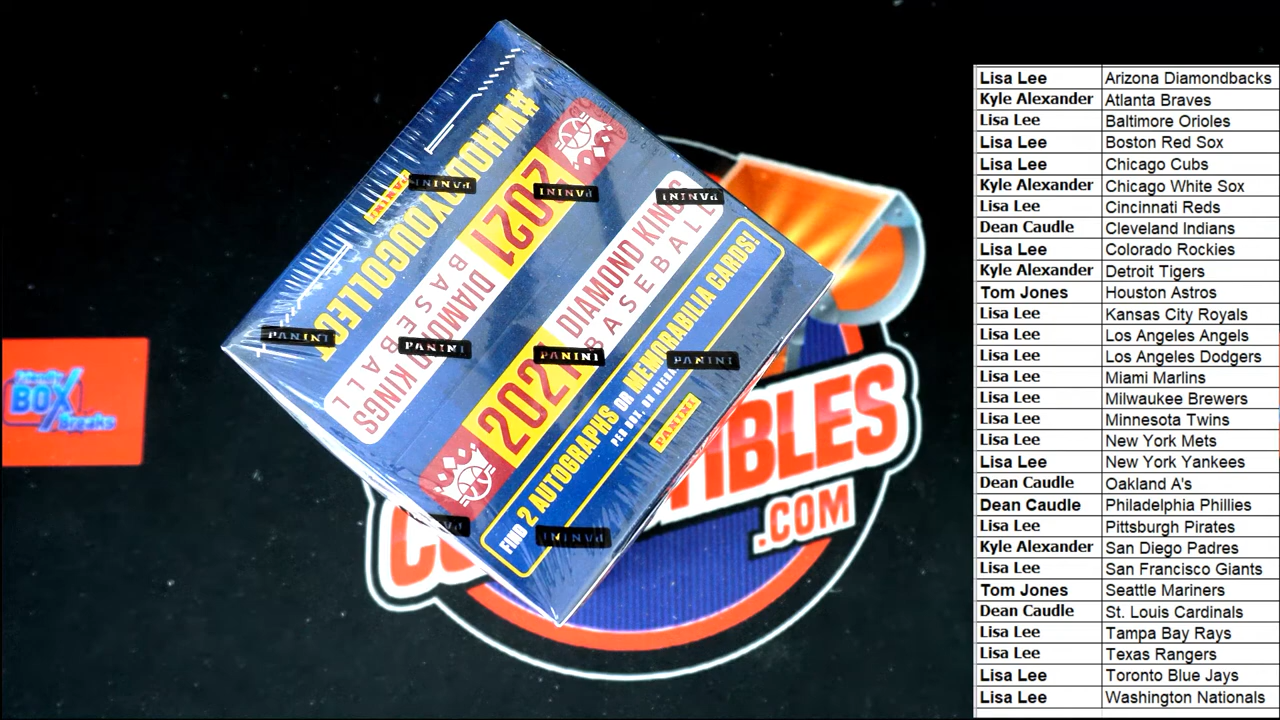 #WHODOYOUCOLLECT
PANINI
2021 DIAMOND KINGS
BASEBALL
2021 DIAMOND KINGS
BASEBALL
FIND 2 AUTOGRAPHS OR MEMORABILIA CARDS!
PER BOX, ON AVERAGE
PANINI
PANINI
PANINI
PANINI
PANINI
PANINI
PANINI
PANINI
PANINI
PANINI
BOX
Breaks
.COM
Lisa Lee Arizona Diamondbacks
Kyle Alexander Atlanta Braves
Lisa Lee Baltimore Orioles
Lisa Lee Boston Red Sox
Lisa Lee Chicago Cubs
Kyle Alexander Chicago White Sox
Lisa Lee Cincinnati Reds
Dean Caudle Cleveland Indians
Lisa Lee Colorado Rockies
Kyle Alexander Detroit Tigers
Tom Jones Houston Astros
Lisa Lee Kansas City Royals
Lisa Lee Los Angeles Angels
Lisa Lee Los Angeles Dodgers
Lisa Lee Miami Marlins
Lisa Lee Milwaukee Brewers
Lisa Lee Minnesota Twins
Lisa Lee New York Mets
Lisa Lee New York Yankees
Dean Caudle Oakland A's
Dean Caudle Philadelphia Phillies
Lisa Lee Pittsburgh Pirates
Kyle Alexander San Diego Padres
Lisa Lee San Francisco Giants
Tom Jones Seattle Mariners
Dean Caudle St. Louis Cardinals
Lisa Lee Tampa Bay Rays
Lisa Lee Texas Rangers
Lisa Lee Toronto Blue Jays
Lisa Lee Washington Nationals